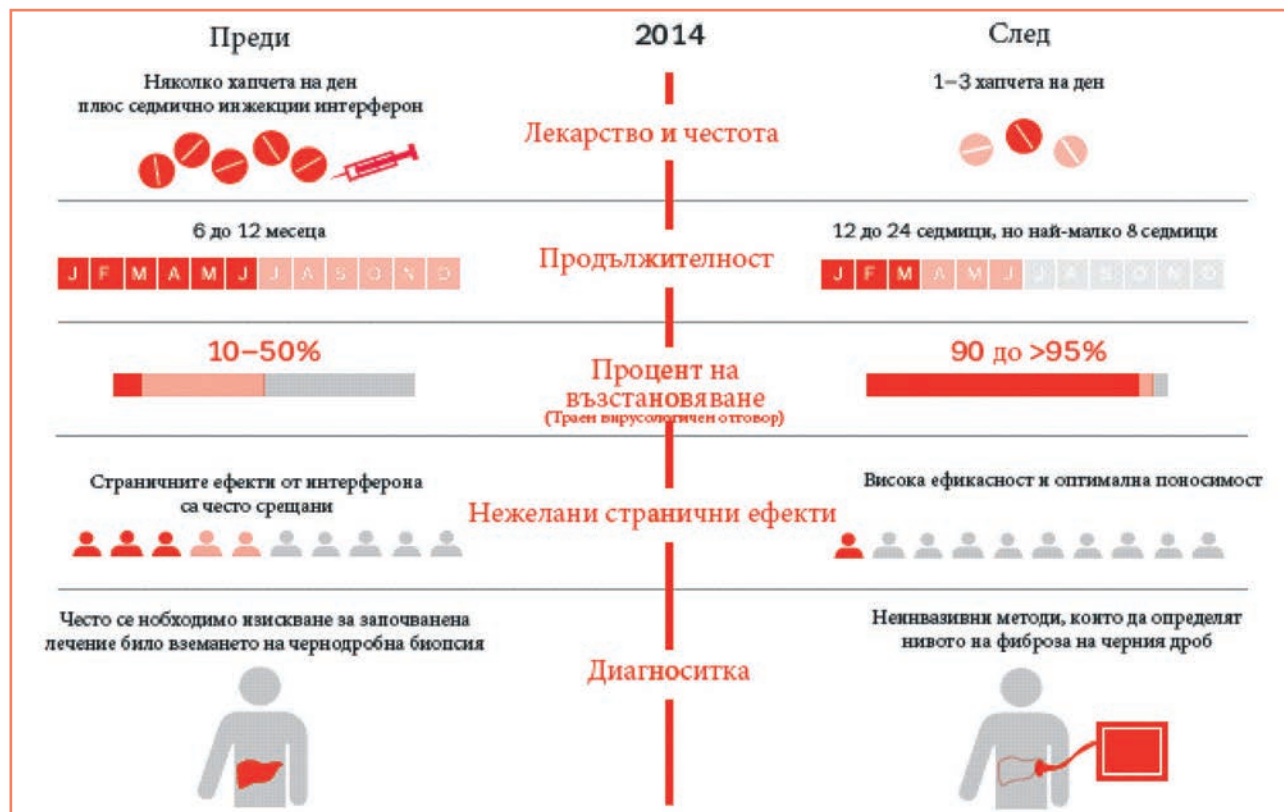 Преди
2014
След
Няколко хапчета на ден
плюс седмично инжекции интерферон
1–3 хапчета на ден
Лекарство и честота
6 до 12 месеца
12 до 24 седмици, но най-малко 8 седмици
J F M A M J J A S O N D
Продължителност
J F M A M J J A S O N D
10–50%
90 до >95%
Процент на
възстановяване
(Траен вирусологичен отговор)
Страничните ефекти от интерферона
са често срещани
Висока ефикасност и оптимална поносимост
Нежелани странични ефекти
Често се нобходимо изискване за започванена
лечение било вземането на чернодробна биопсия
Неинвазивни методи, които да определят
нивото на фиброза на черния дроб
Диагноситка